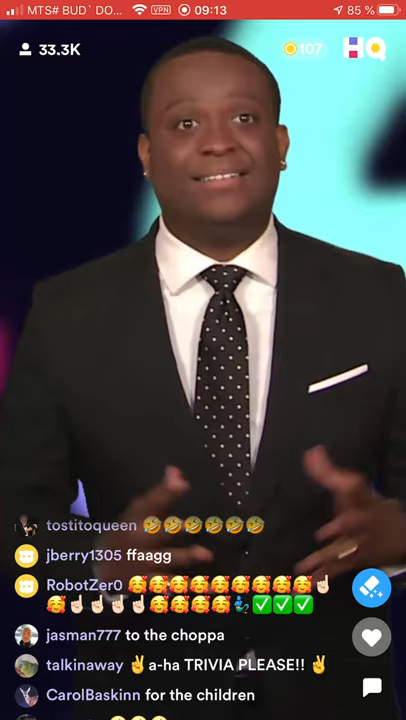 MTS# BUD` DO... VPN 09:13 85 %
33.3K 107 HQ
tostitoqueen 🤣🤣🤣🤣🤣🤣
jberry1305 ffaagg
RobotZer0 🥰🥰🥰🥰🥰🥰🥰🥰🥰☝🏻
🥰☝🏻☝🏻☝🏻☝🏻🥰🥰🥰🥰🧞‍♂️✅✅✅
jasman777 to the choppa
talkinaway ✌️a-ha TRIVIA PLEASE!! ✌️
CarolBaskinn for the children